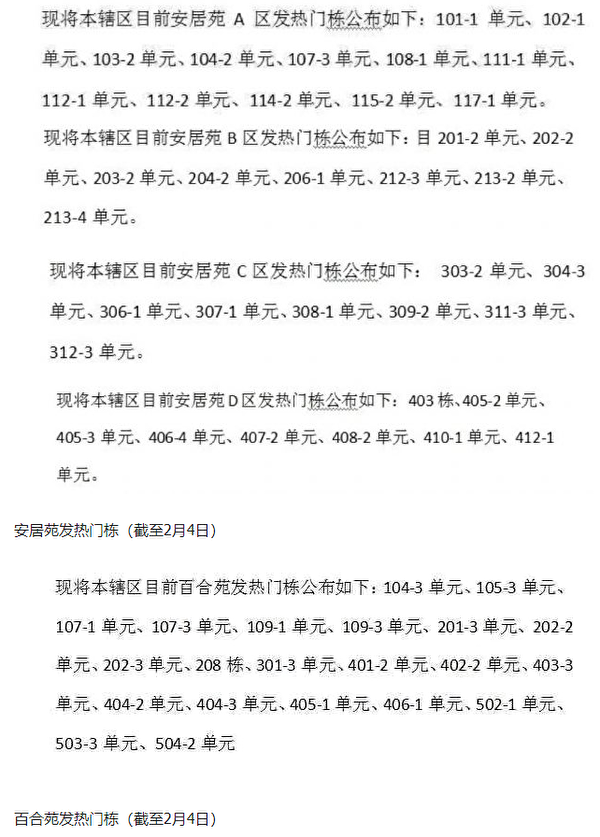 现将本辖区目前安居苑 A 区发热门栋公布如下：101-1 单元、102-1
单元、103-2 单元、104-2 单元、107-3 单元、108-1 单元、111-1 单元、
112-1 单元、112-2 单元、114-2 单元、115-2 单元、117-1 单元。
现将本辖区目前安居苑 B 区发热门栋公布如下：目 201-2 单元、202-2
单元、203-2 单元、204-2 单元、206-1 单元、212-3 单元、213-2 单元、
213-4 单元。
现将本辖区目前安居苑 C 区发热门栋公布如下： 303-2 单元、304-3
单元、306-1 单元、307-1 单元、308-1 单元、309-2 单元、311-3 单元、
312-3 单元。
现将本辖区目前安居苑 D 区发热门栋公布如下：403 栋、405-2 单元、
405-3 单元、406-4 单元、407-2 单元、408-2 单元、410-1 单元、412-1
单元。
安居苑发热门栋（截至2月4日）
现将本辖区目前百合苑发热门栋公布如下：104-3 单元、105-3 单元、
107-1 单元、107-3 单元、109-1 单元、109-3 单元、201-3 单元、202-2
单元、202-3 单元、208 栋、301-3 单元、401-2 单元、402-2 单元、403-3
单元、404-2 单元、404-3 单元、405-1 单元、406-1 单元、502-1 单元、
503-3 单元、504-2 单元
百合苑发热门栋（截至2月4日）